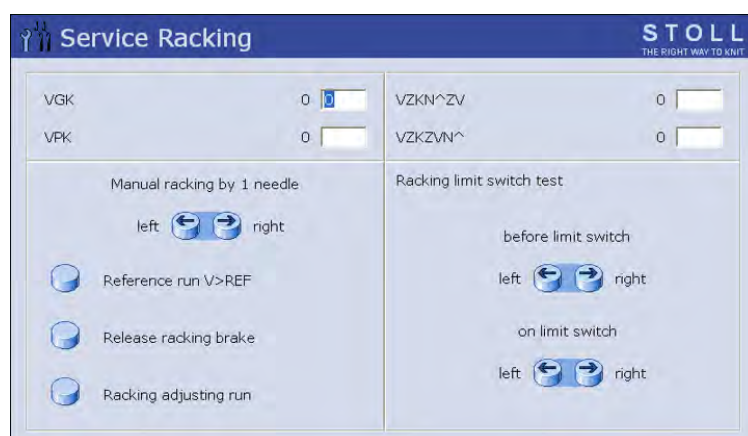 Service Racking
STOLL
THE RIGHT WAY TO KNIT
VGK 0 0
VPK 0
VZKN^ZV 0
VZKZVN^ 0
Manual racking by 1 needle
left right
Reference run V>REF
Release racking brake
Racking adjusting run
Racking limit switch test
before limit switch
left right
on limit switch
left right